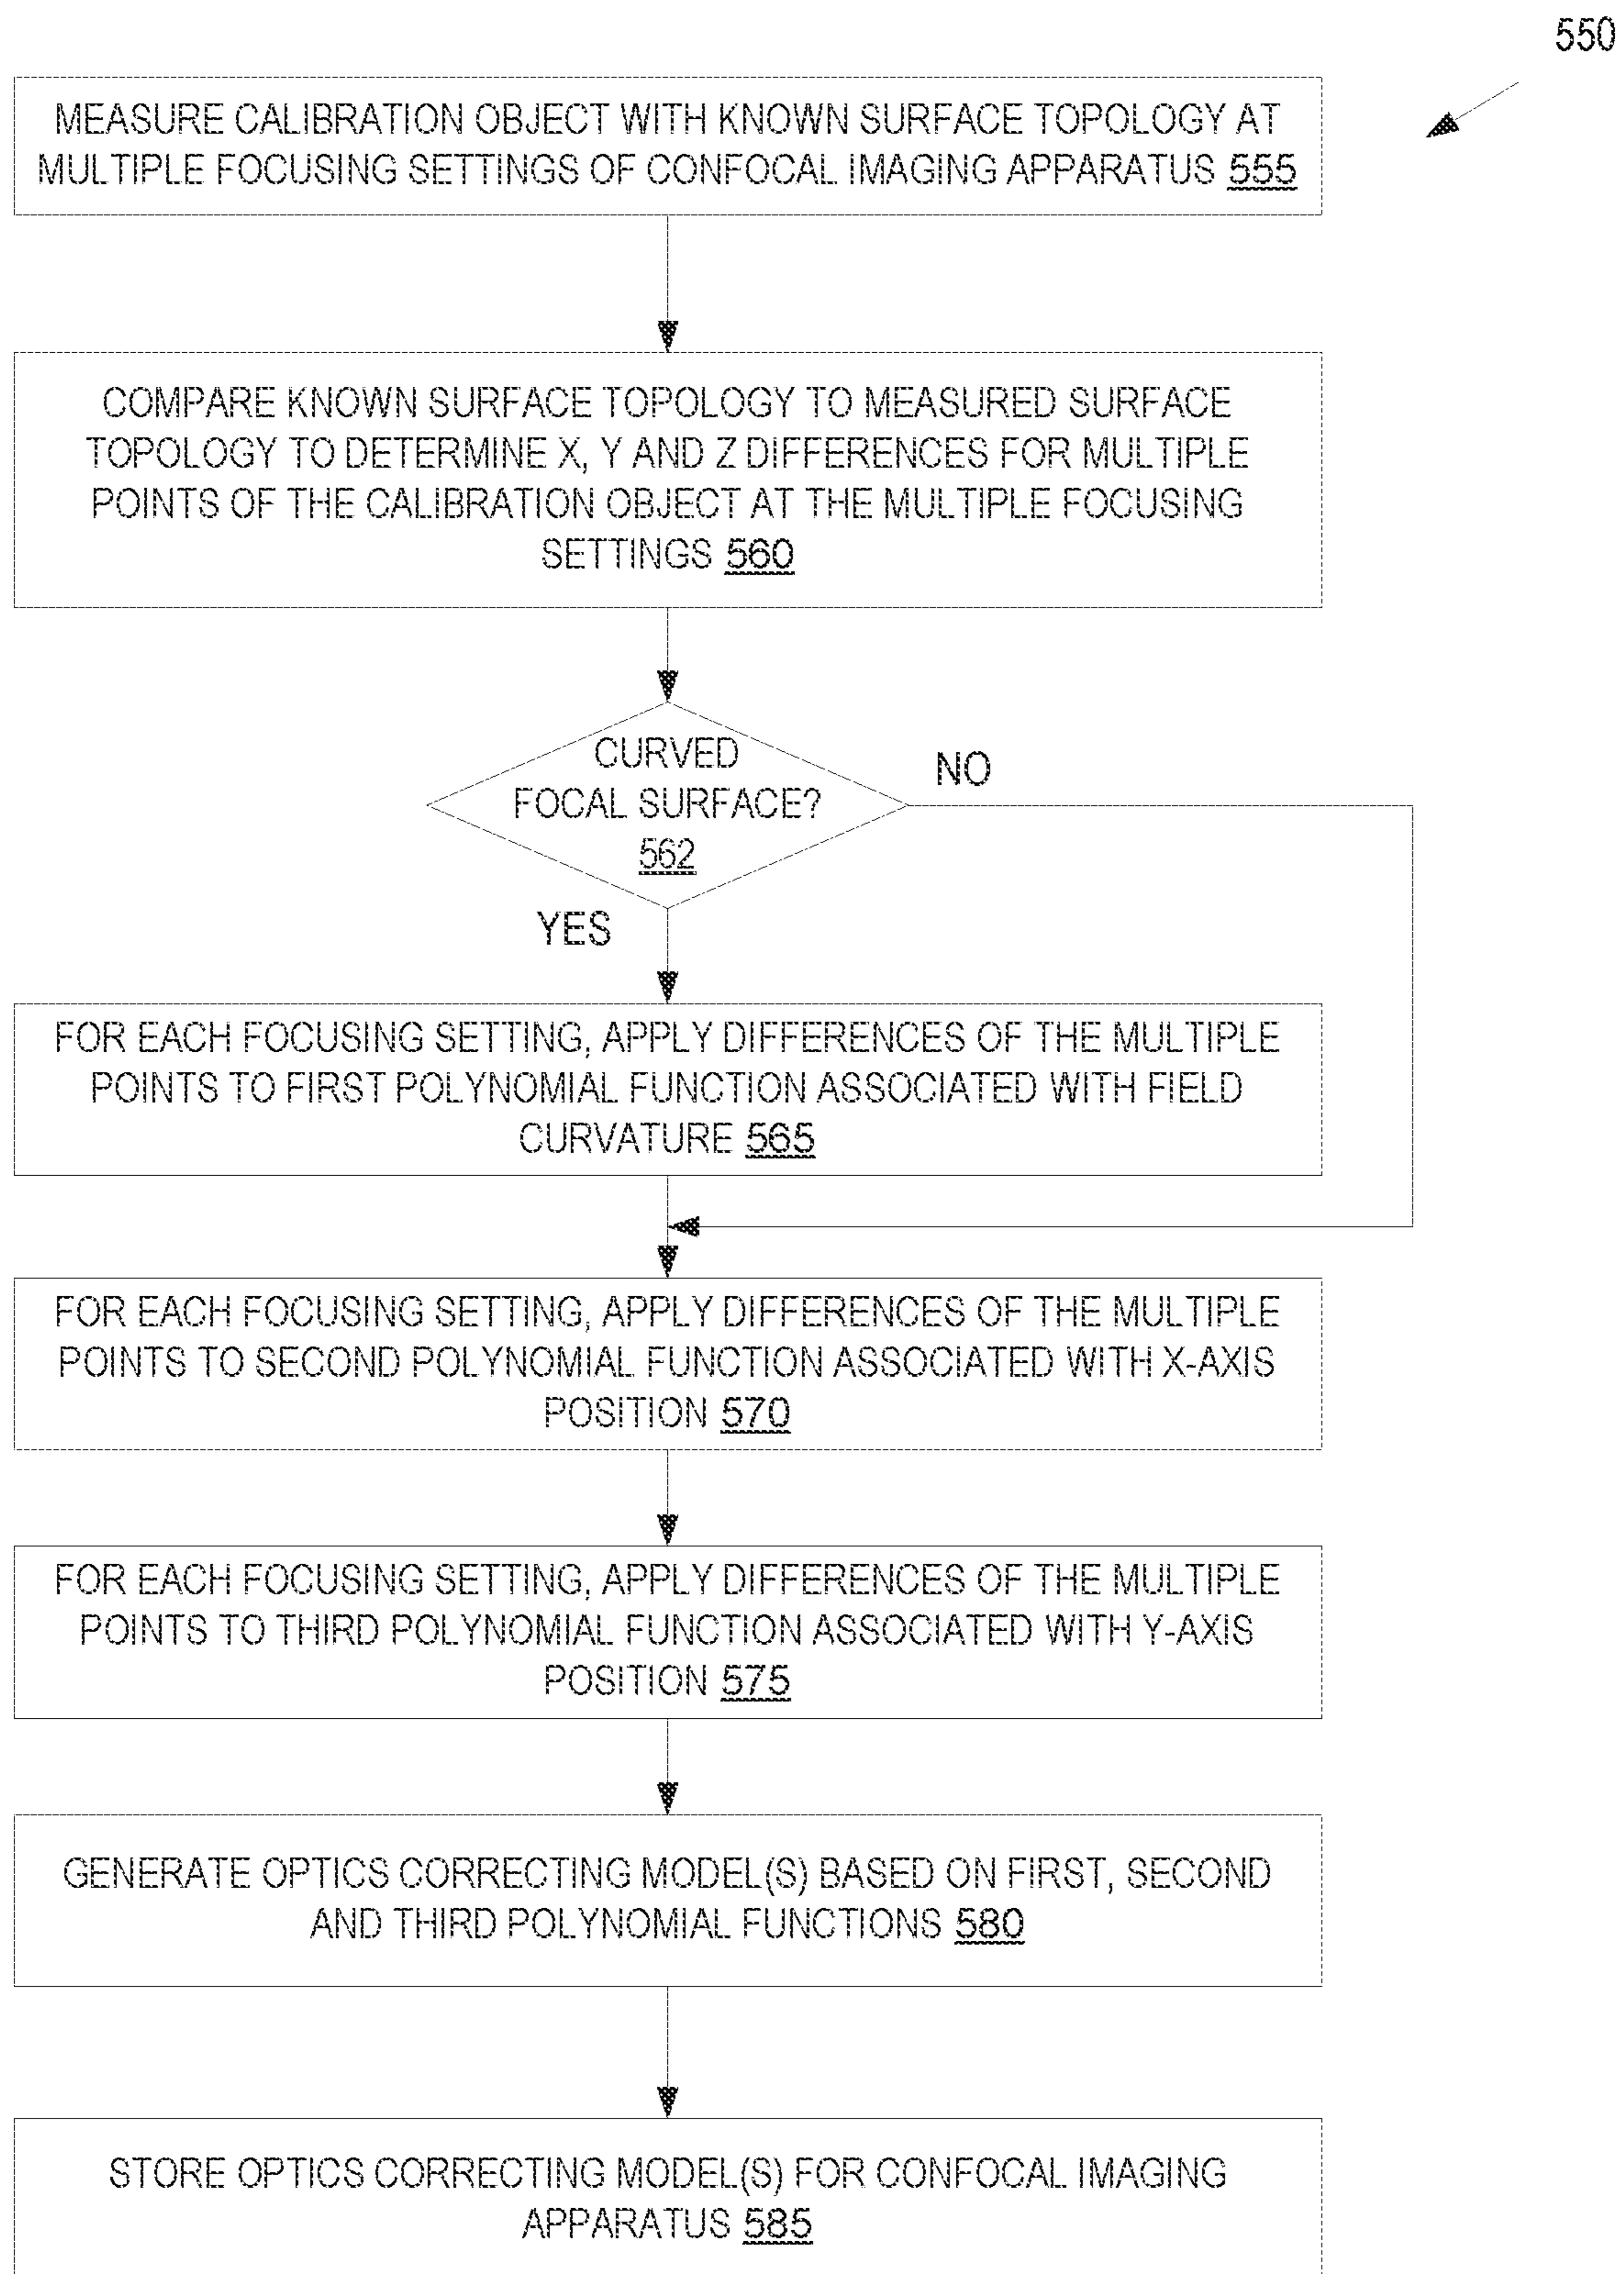 550
MEASURE CALIBRATION OBJECT WITH KNOWN SURFACE TOPOLOGY AT
MULTIPLE FOCUSING SETTINGS OF CONFOCAL IMAGING APPARATUS 555
COMPARE KNOWN SURFACE TOPOLOGY TO MEASURED SURFACE
TOPOLOGY TO DETERMINE X, Y AND Z DIFFERENCES FOR MULTIPLE
POINTS OF THE CALIBRATION OBJECT AT THE MULTIPLE FOCUSING
SETTINGS 560
CURVED
FOCAL SURFACE?
562
NO
YES
FOR EACH FOCUSING SETTING, APPLY DIFFERENCES OF THE MULTIPLE
POINTS TO FIRST POLYNOMIAL FUNCTION ASSOCIATED WITH FIELD
CURVATURE 565
FOR EACH FOCUSING SETTING, APPLY DIFFERENCES OF THE MULTIPLE
POINTS TO SECOND POLYNOMIAL FUNCTION ASSOCIATED WITH X-AXIS
POSITION 570
FOR EACH FOCUSING SETTING, APPLY DIFFERENCES OF THE MULTIPLE
POINTS TO THIRD POLYNOMIAL FUNCTION ASSOCIATED WITH Y-AXIS
POSITION 575
GENERATE OPTICS CORRECTING MODEL(S) BASED ON FIRST, SECOND
AND THIRD POLYNOMIAL FUNCTIONS 580
STORE OPTICS CORRECTING MODEL(S) FOR CONFOCAL IMAGING
APPARATUS 585